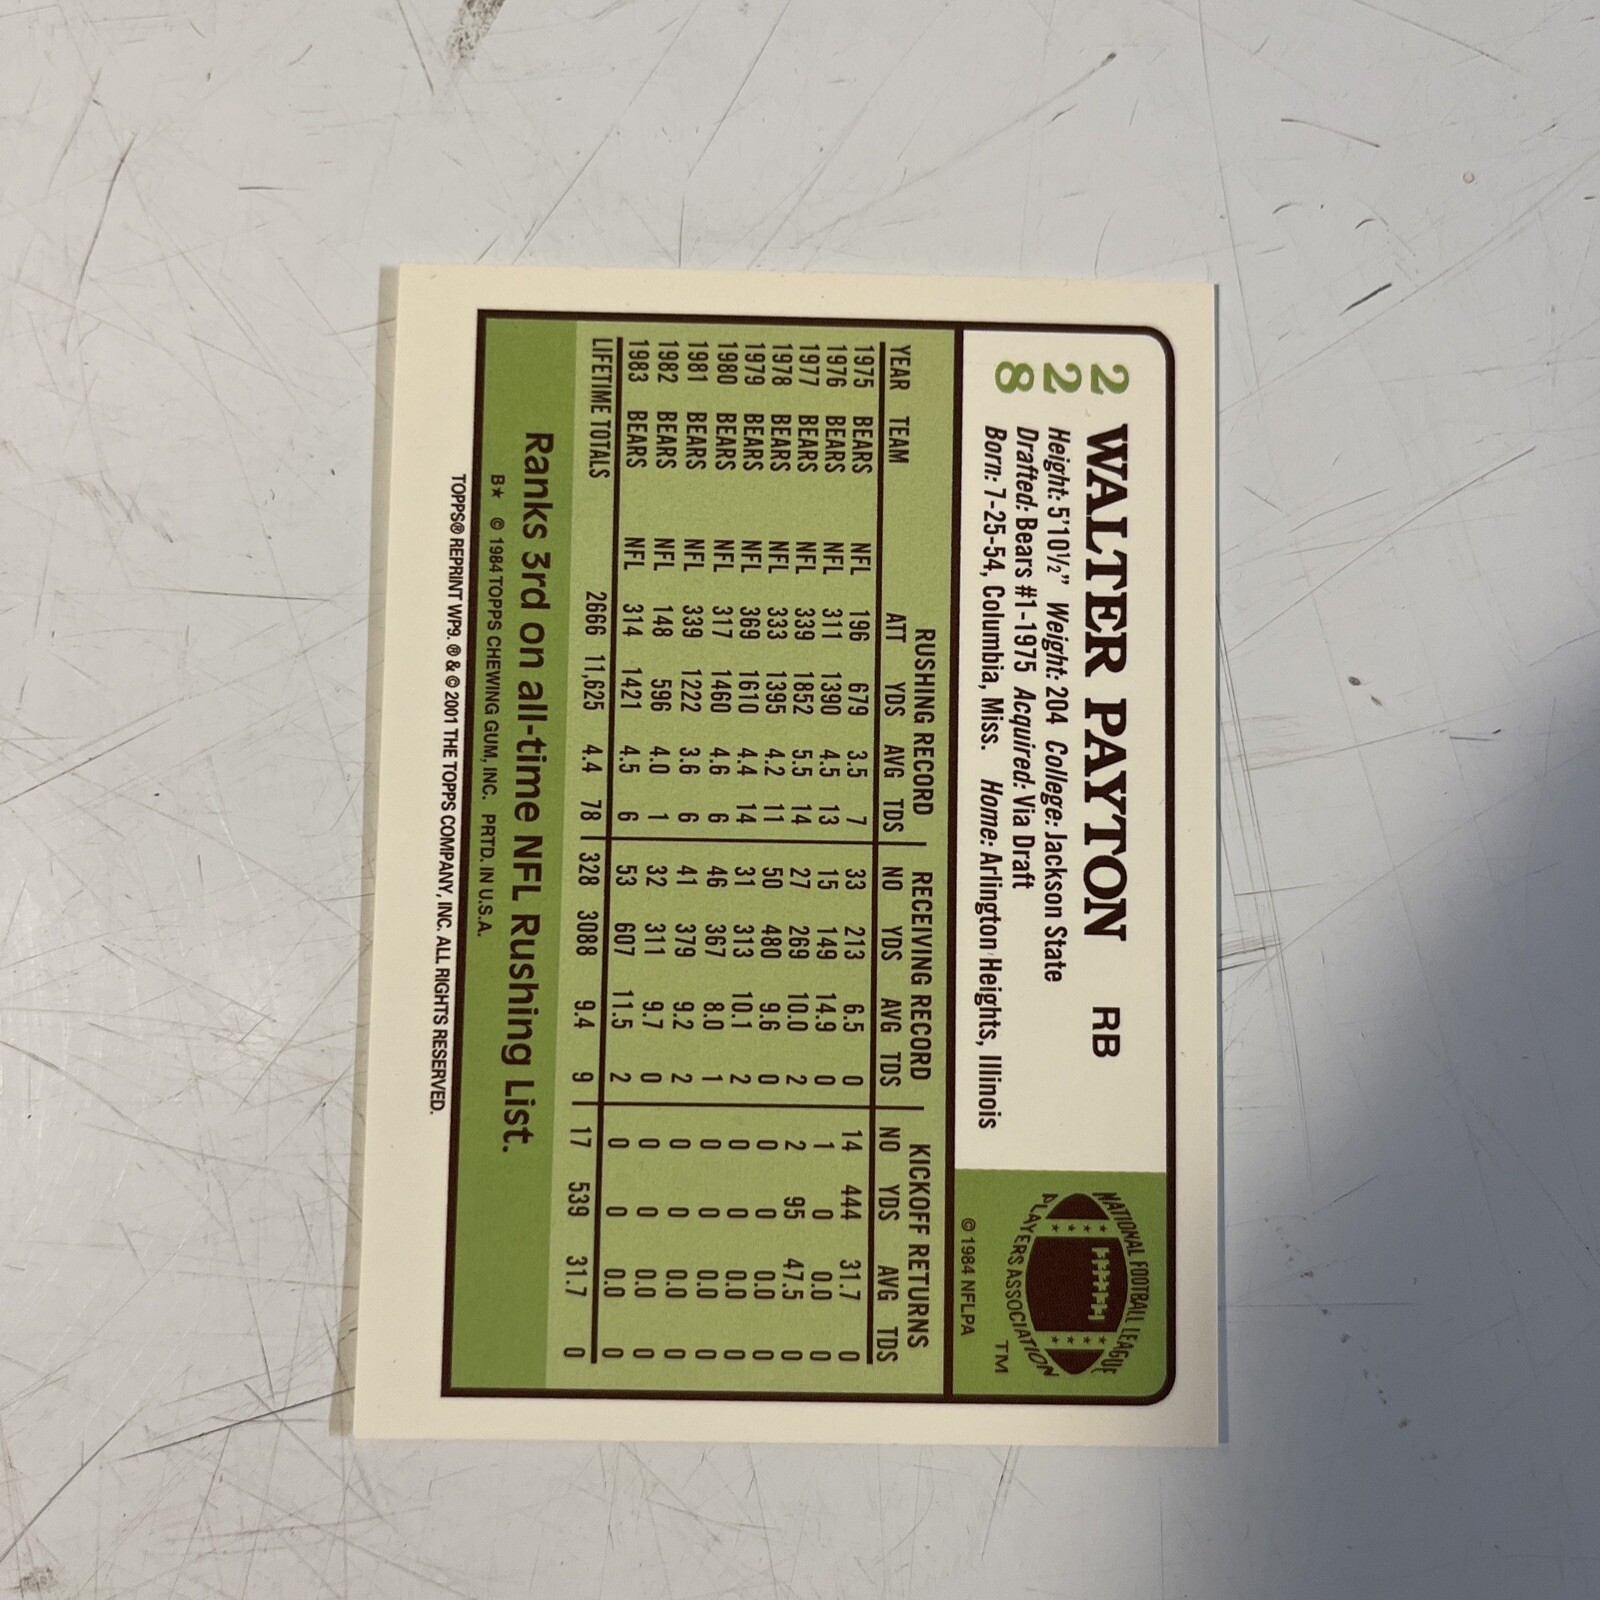 228
WALTER PAYTON RB
Height: 5'10½" Weight: 204 College: Jackson State
Drafted: Bears #1-1975 Acquired: Via Draft
Born: 7-25-54, Columbia, Miss. Home: Arlington Heights, Illinois
NATIONAL FOOTBALL LEAGUE
PLAYERS ASSOCIATION
TM
© 1984 NFLPA
RUSHING RECORD RECEIVING RECORD KICKOFF RETURNS
YEAR TEAM ATT YDS AVG TDS NO YDS AVG TDS NO YDS AVG TDS
1975 BEARS NFL 196 679 3.5 7 33 213 6.5 0 14 444 31.7 0
1976 BEARS NFL 311 1390 4.5 13 15 149 14.9 0 1 0 0.0 0
1977 BEARS NFL 339 1852 5.5 14 27 269 10.0 2 2 95 47.5 0
1978 BEARS NFL 333 1395 4.2 11 50 480 9.6 0 0 0 0.0 0
1979 BEARS NFL 369 1610 4.4 14 31 313 10.1 2 0 0 0.0 0
1980 BEARS NFL 317 1460 4.6 6 46 367 8.0 1 0 0 0.0 0
1981 BEARS NFL 339 1222 3.6 6 41 379 9.2 2 0 0 0.0 0
1982 BEARS NFL 148 596 4.0 1 32 311 9.7 0 0 0 0.0 0
1983 BEARS NFL 314 1421 4.5 6 53 607 11.5 2 0 0 0.0 0
LIFETIME TOTALS 2666 11,625 4.4 78 328 3088 9.4 9 17 539 31.7 0
Ranks 3rd on all-time NFL Rushing List.
B★ © 1984 TOPPS CHEWING GUM, INC. PRTD. IN U.S.A.
TOPPS® REPRINT WP9. ® & © 2001 THE TOPPS COMPANY, INC. ALL RIGHTS RESERVED.